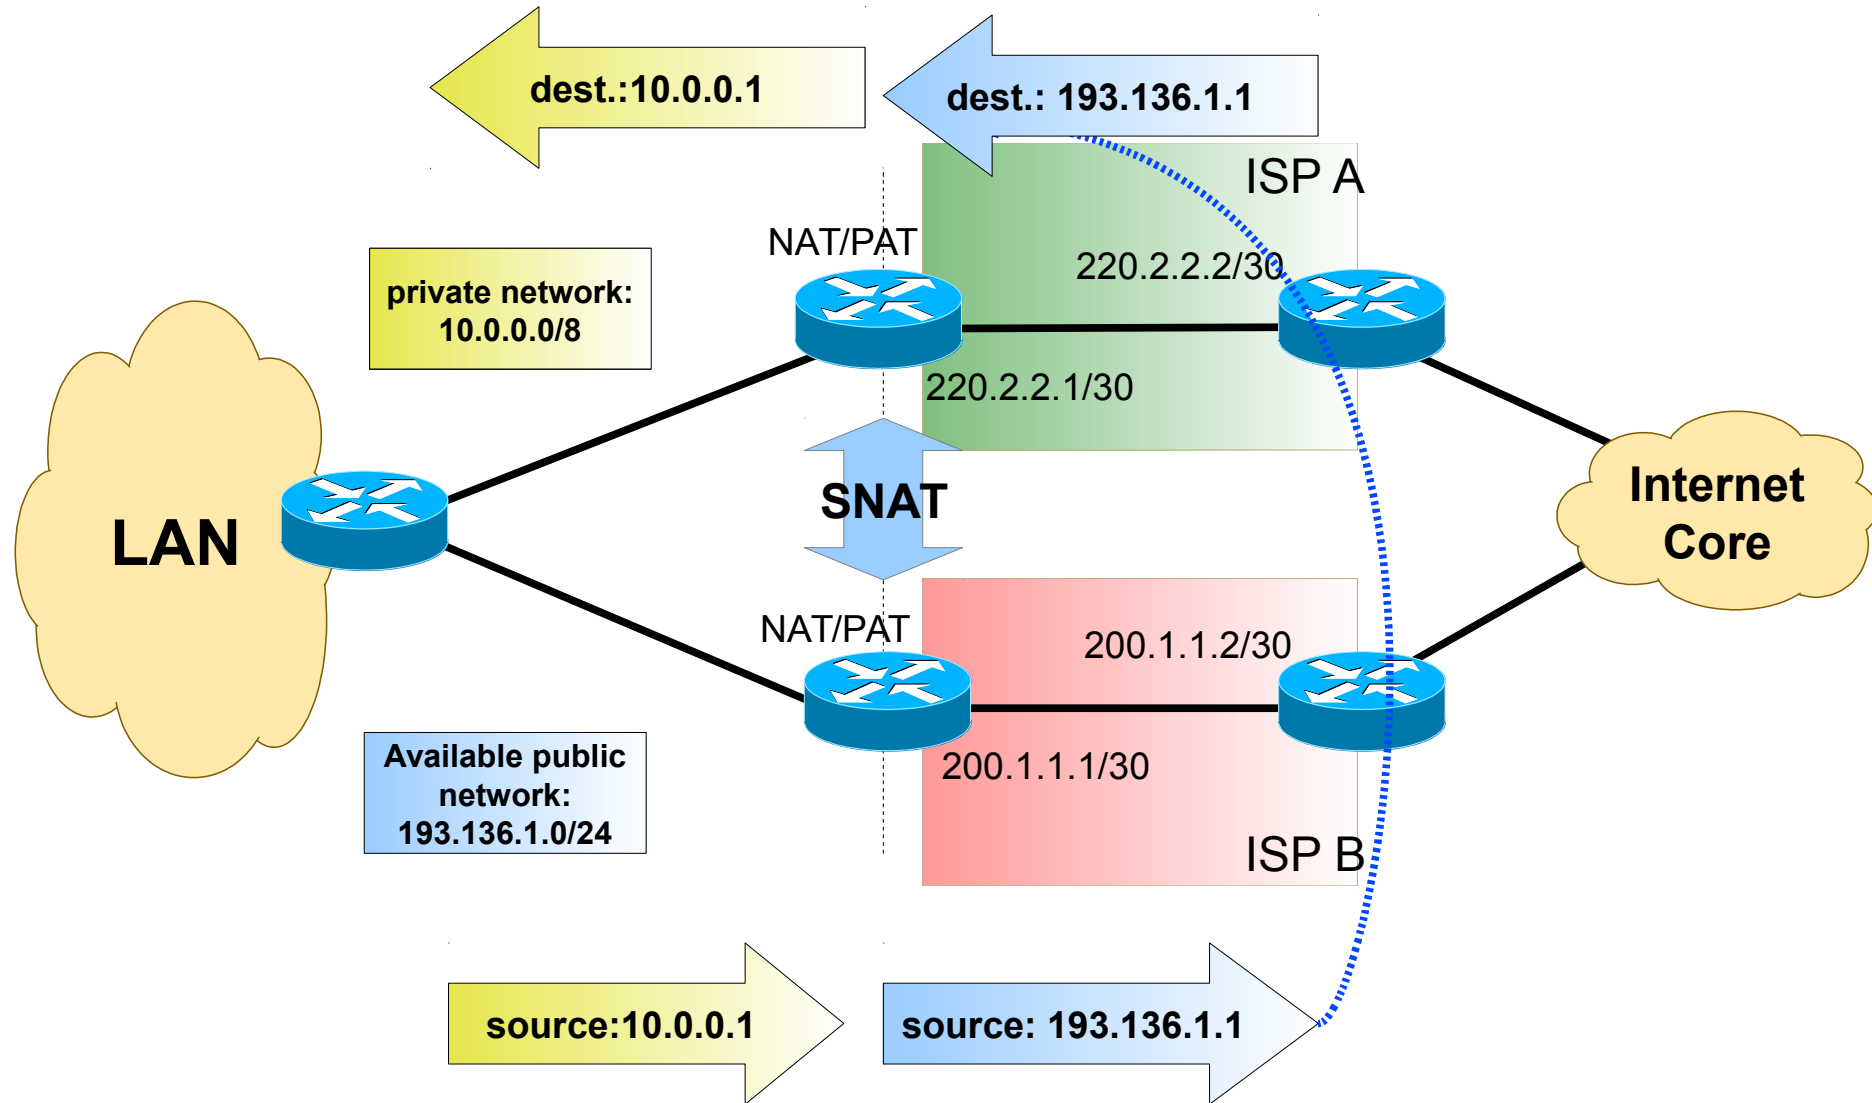 dest.:10.0.0.1
dest.: 193.136.1.1
ISP A
NAT/PAT
220.2.2.2/30
private network:
10.0.0.0/8
220.2.2.1/30
SNAT
Internet
Core
LAN
NAT/PAT
200.1.1.2/30
Available public
network:
193.136.1.0/24
200.1.1.1/30
ISP B
source:10.0.0.1
source: 193.136.1.1